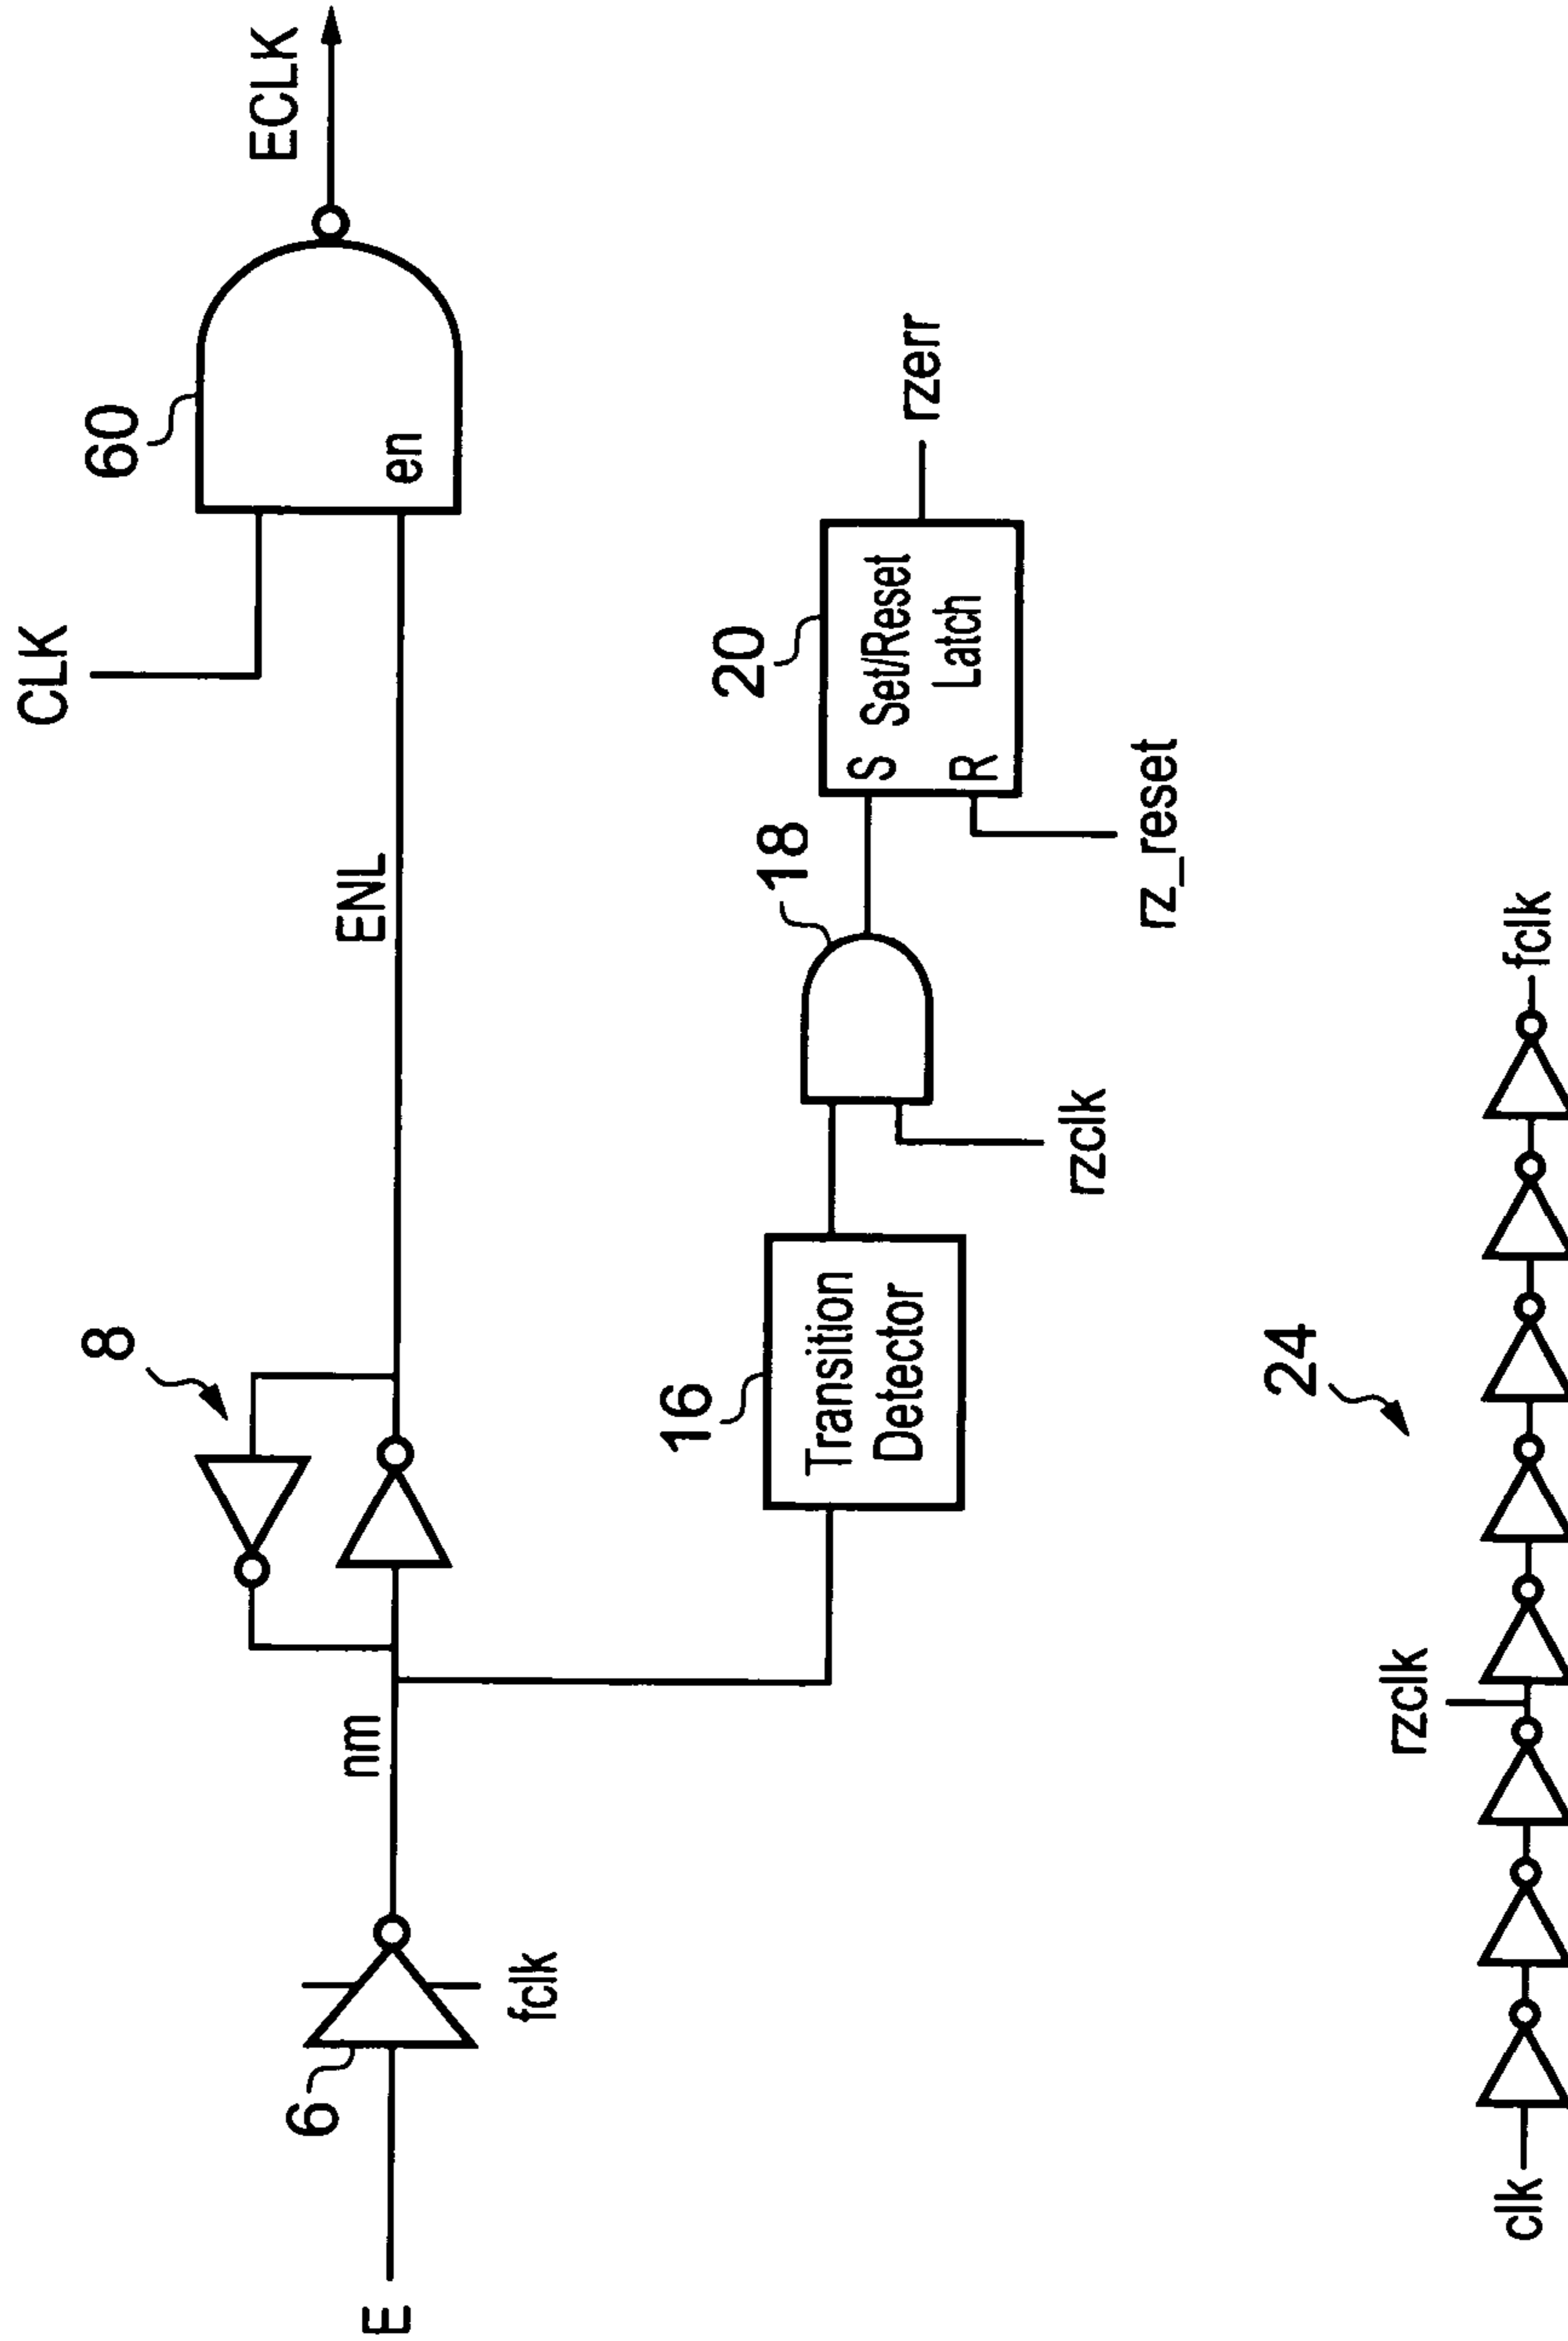 CLK
60
ECLK
8
ENL
en
6
nm
E
fclk
16
Transition
Detector
18
20
S
Set/Reset
Latch
R
rzerr
rzclk
rz_reset
24
rzclk
clk
fclk